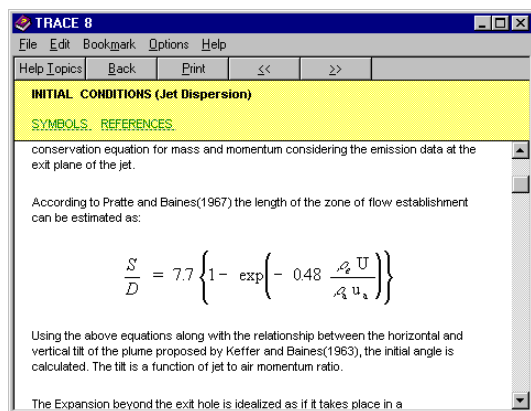 TRACE 8
File Edit Bookmark Options Help
Help Topics Back Print << >>
INITIAL CONDITIONS (Jet Dispersion)
SYMBOLS REFERENCES
conservation equation for mass and momentum considering the emission data at the
exit plane of the jet.
According to Pratte and Baines(1967) the length of the zone of flow establishment
can be estimated as:
S/D = 7.7 {1 - exp(- 0.48 ρₑ U / ρₐ uₐ)}
Using the above equations along with the relationship between the horizontal and
vertical tilt of the plume proposed by Keffer and Baines(1963), the initial angle is
calculated. The tilt is a function of jet to air momentum ratio.
The Expansion beyond the exit hole is idealized as if it takes place in a